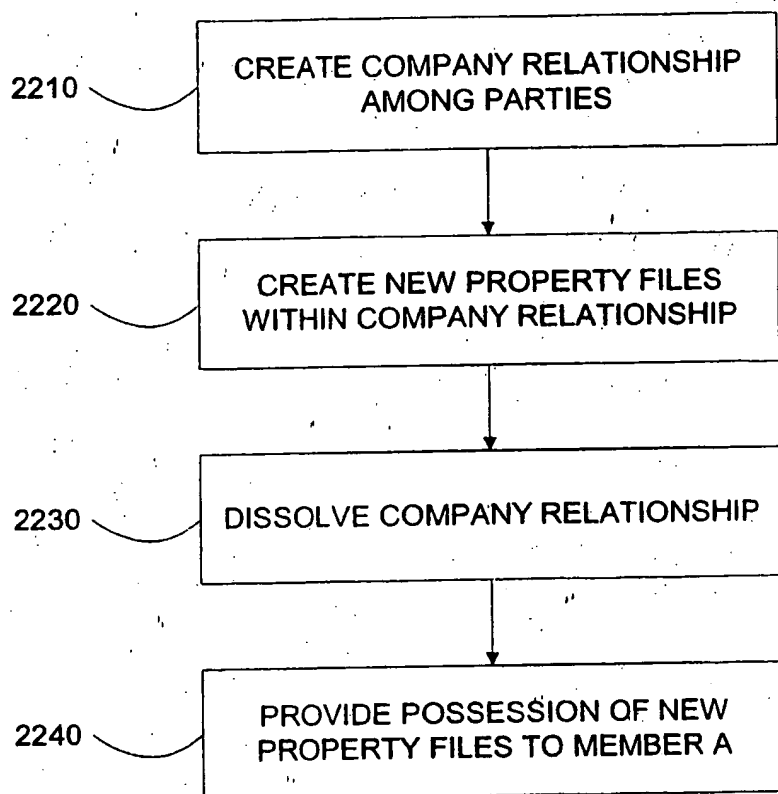 2210
CREATE COMPANY RELATIONSHIP
AMONG PARTIES
2220
CREATE NEW PROPERTY FILES
WITHIN COMPANY RELATIONSHIP
2230
DISSOLVE COMPANY RELATIONSHIP
2240
PROVIDE POSSESSION OF NEW
PROPERTY FILES TO MEMBER A